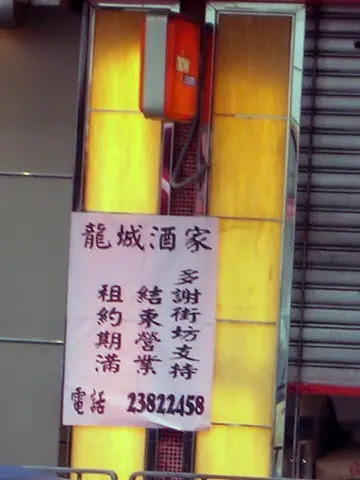 龍城酒家
多謝街坊支持
結束營業
租約期滿
電話 23822458